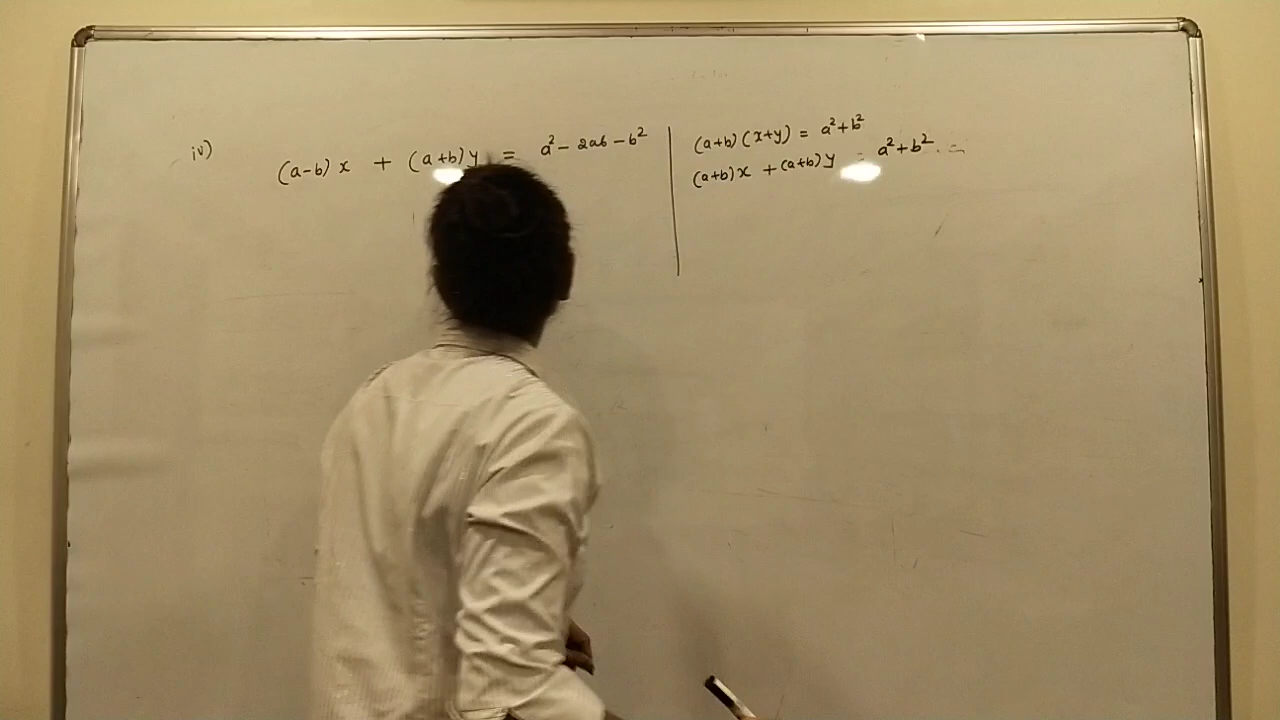 iv) (a-b) x + (a+b) y = a² - 2ab - b²
(a+b) (x+y) = a² + b²
(a+b) x + (a+b) y = a² + b²